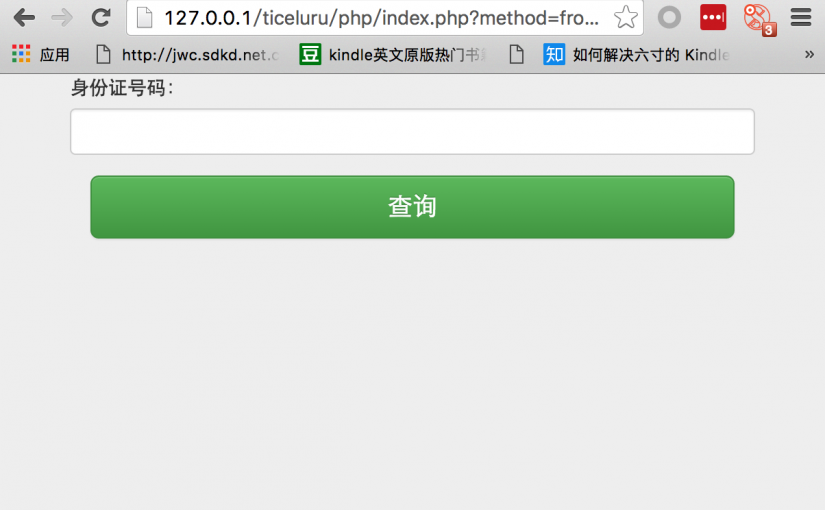 127.0.0.1/ticeluru/php/index.php?method=fro...
3
应用 http://jwc.sdkd.net.c 豆 kindle英文原版热门书 知 如何解决六寸的 Kindle »
身份证号码：
查询